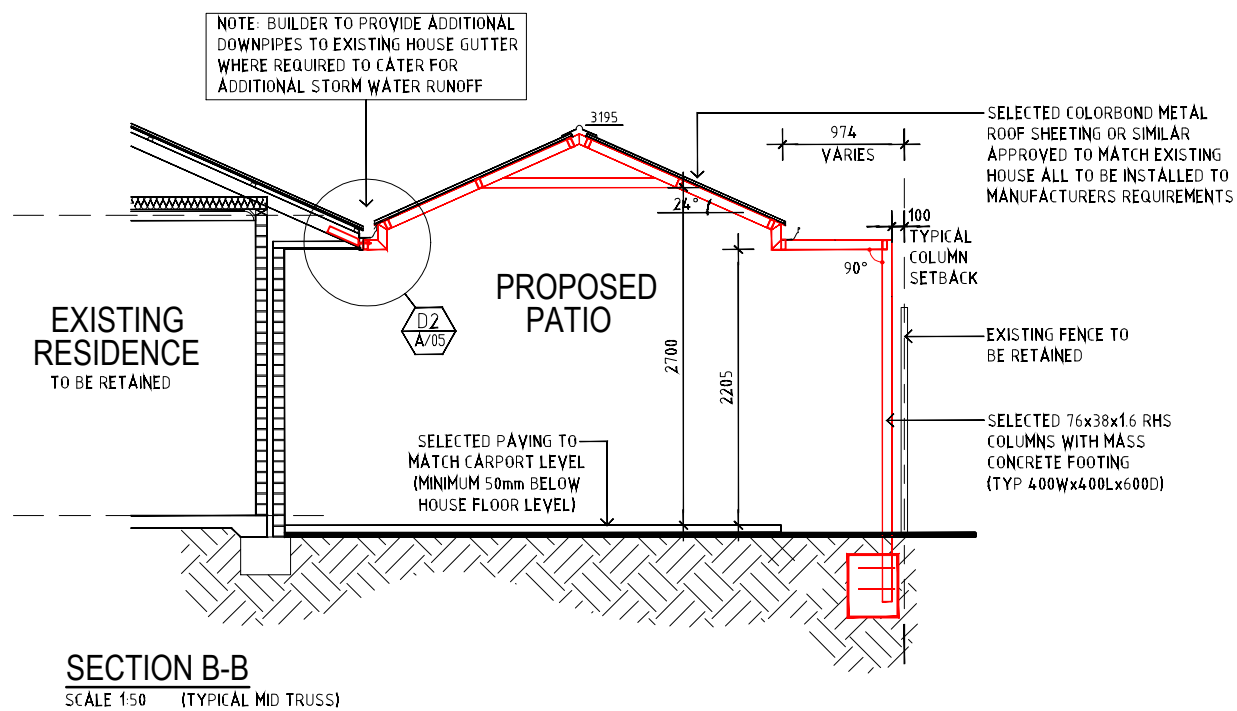 NOTE: BUILDER TO PROVIDE ADDITIONAL
DOWNPIPES TO EXISTING HOUSE GUTTER
WHERE REQUIRED TO CATER FOR
ADDITIONAL STORM WATER RUNOFF
3195
974
VARIES
SELECTED COLORBOND METAL
ROOF SHEETING OR SIMILAR
APPROVED TO MATCH EXISTING
HOUSE ALL TO BE INSTALLED TO
MANUFACTURERS REQUIREMENTS
24°
100
TYPICAL
COLUMN
SETBACK
90°
PROPOSED
PATIO
D2
A/05
EXISTING
RESIDENCE
TO BE RETAINED
2700
2205
EXISTING FENCE TO
BE RETAINED
SELECTED 76x38x1.6 RHS
COLUMNS WITH MASS
CONCRETE FOOTING
(TYP 400Wx400Lx600D)
SELECTED PAVING TO
MATCH CARPORT LEVEL
(MINIMUM 50mm BELOW
HOUSE FLOOR LEVEL)
SECTION B-B
SCALE 1:50 (TYPICAL MID TRUSS)